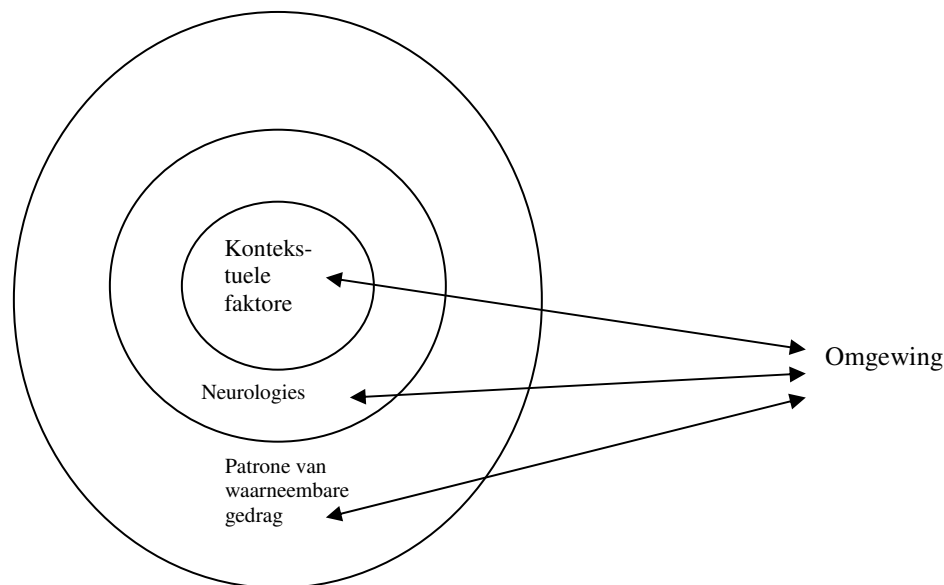 Konteks-
tuele
faktore
Omgewing
Neurologies
Patrone van
waarneembare
gedrag